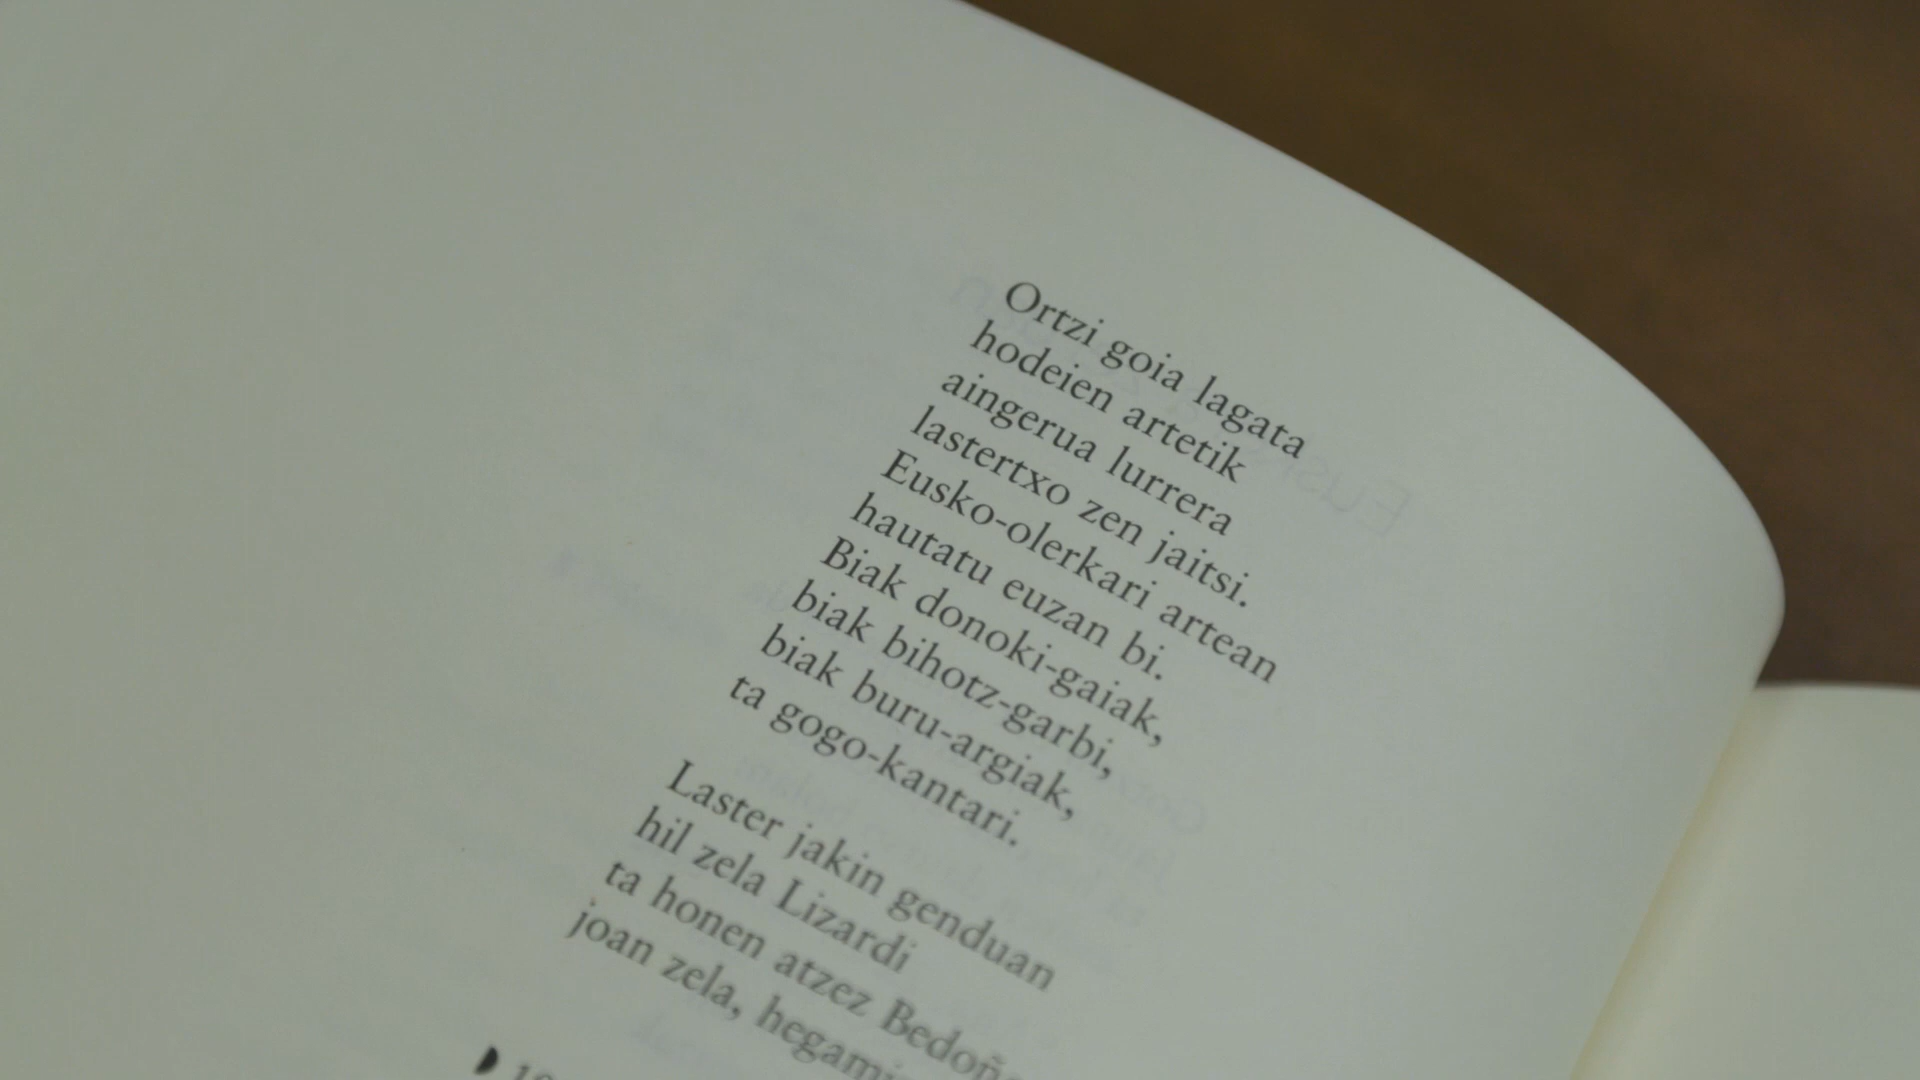 Ortzi goia lagata
hodeien artetik
aingerua lurrera
lastertxo zen jaitsi.
Eusko-olerkari artean
hautatu euzan bi.
Biak donoki-gaiak,
biak bihotz-garbi,
biak buru-argiak,
ta gogo-kantari.
Laster jakin genduan
hil zela Lizardi
ta honen atzez
joan zela,